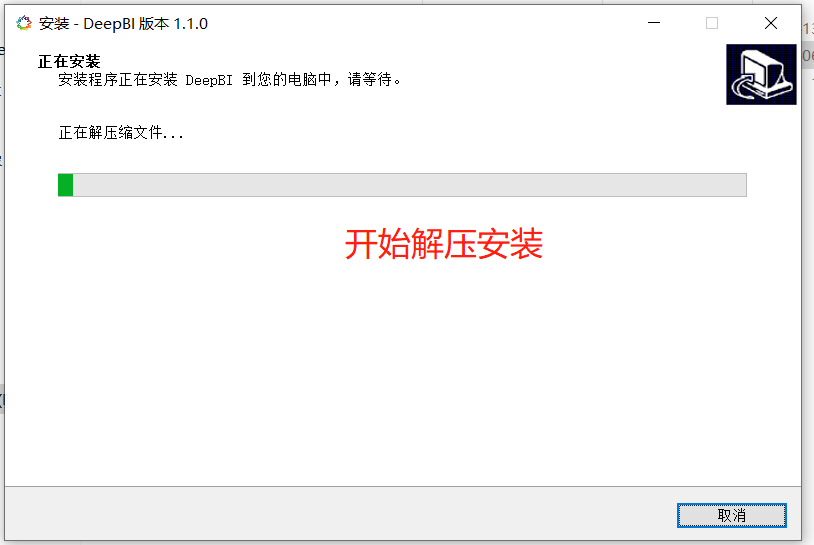 安装 - DeepBI 版本 1.1.0
正在安装
安装程序正在安装 DeepBI 到您的电脑中，请等待。
正在解压缩文件...
开始解压安装
取消